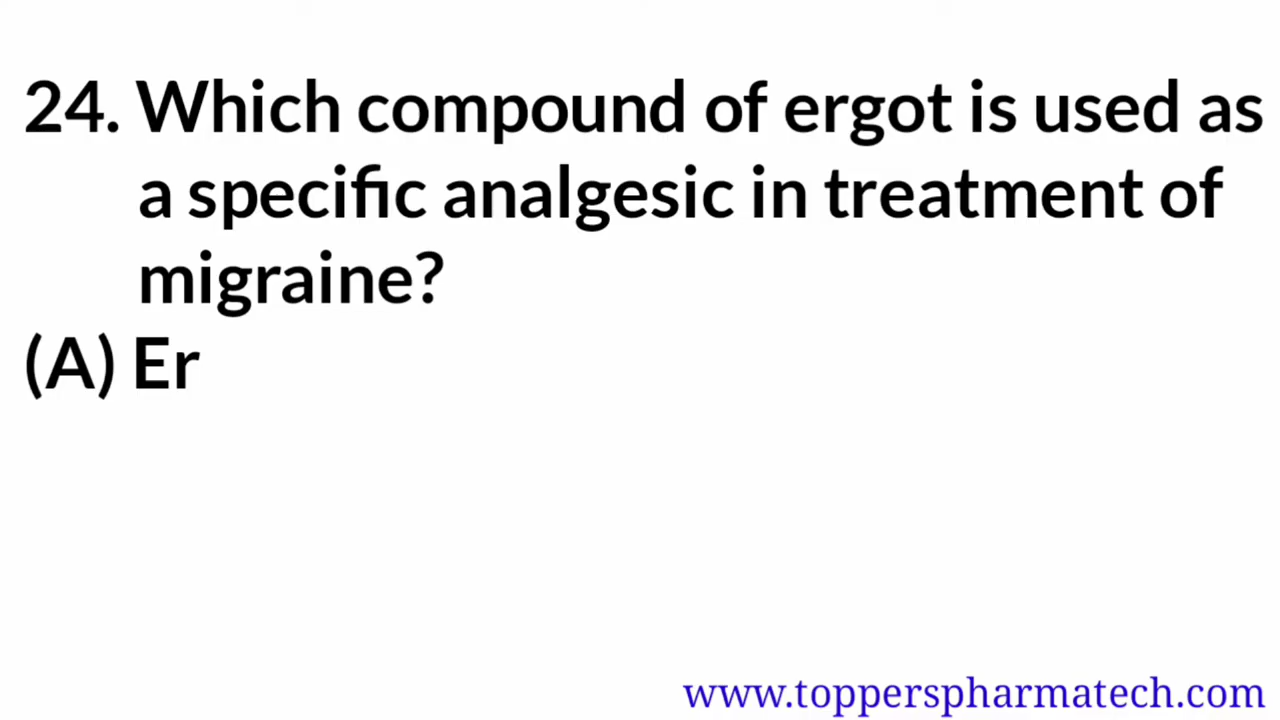 24. Which compound of ergot is used as
a specific analgesic in treatment of
migraine?
(A) Er
www.topperspharmatech.com